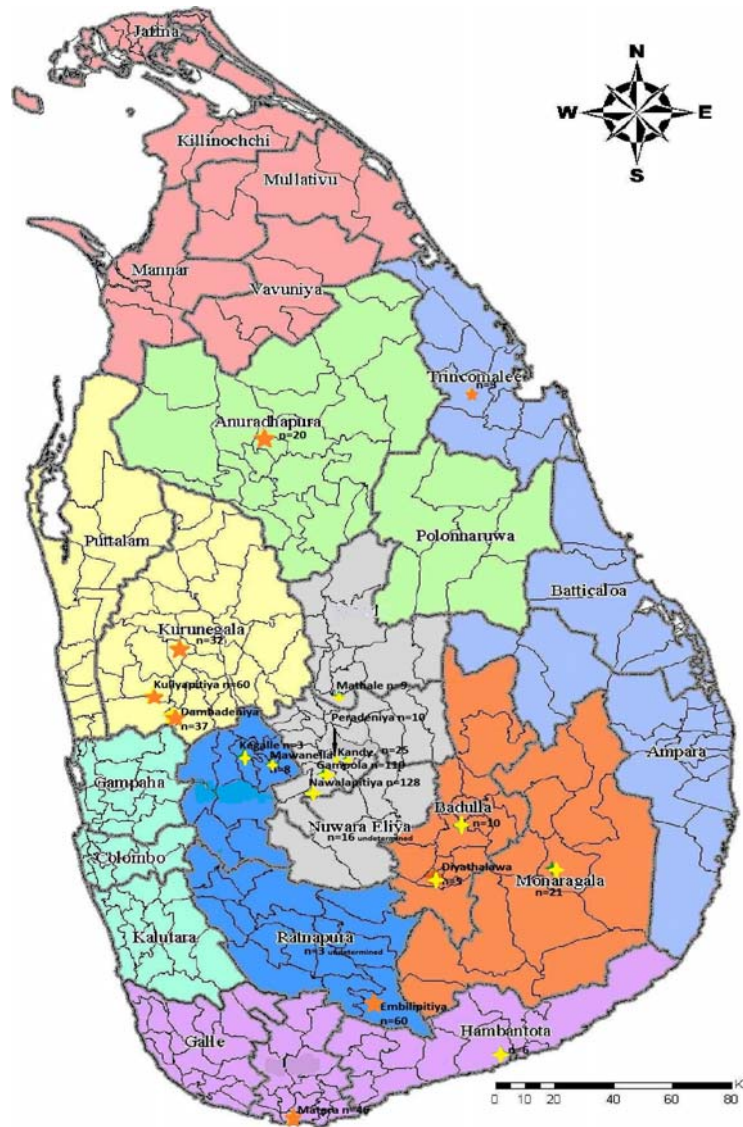 Jaffna
N
W E
S
Killinochchi
Mullativu
Mannar
Vavuniya
Trincomalee
Anuradhapura
n=20
Polonnaruwa
Puttalam
Batticaloa
Kurunegala
n=32
Mathale n=9
Kuliyapitiya n=60
Dambadeniya
n=37
Peradeniya n=10
Kegalle n=3
Kandy n=25
Mawanella
n=8
Gampola n=110
Ampara
Gampaha
Nawalapitiya n=128
Badulla
n=10
Nuwara Eliya
n=16 undetermined
Colombo
Diyathalawa
n=5
Monaragala
n=21
Kalutara
Ratnapura
n=3 undetermined
Embilipitiya
n=60
Hambantota
n=6
Galle
K
0 10 20 40 60 80
Matara n=46